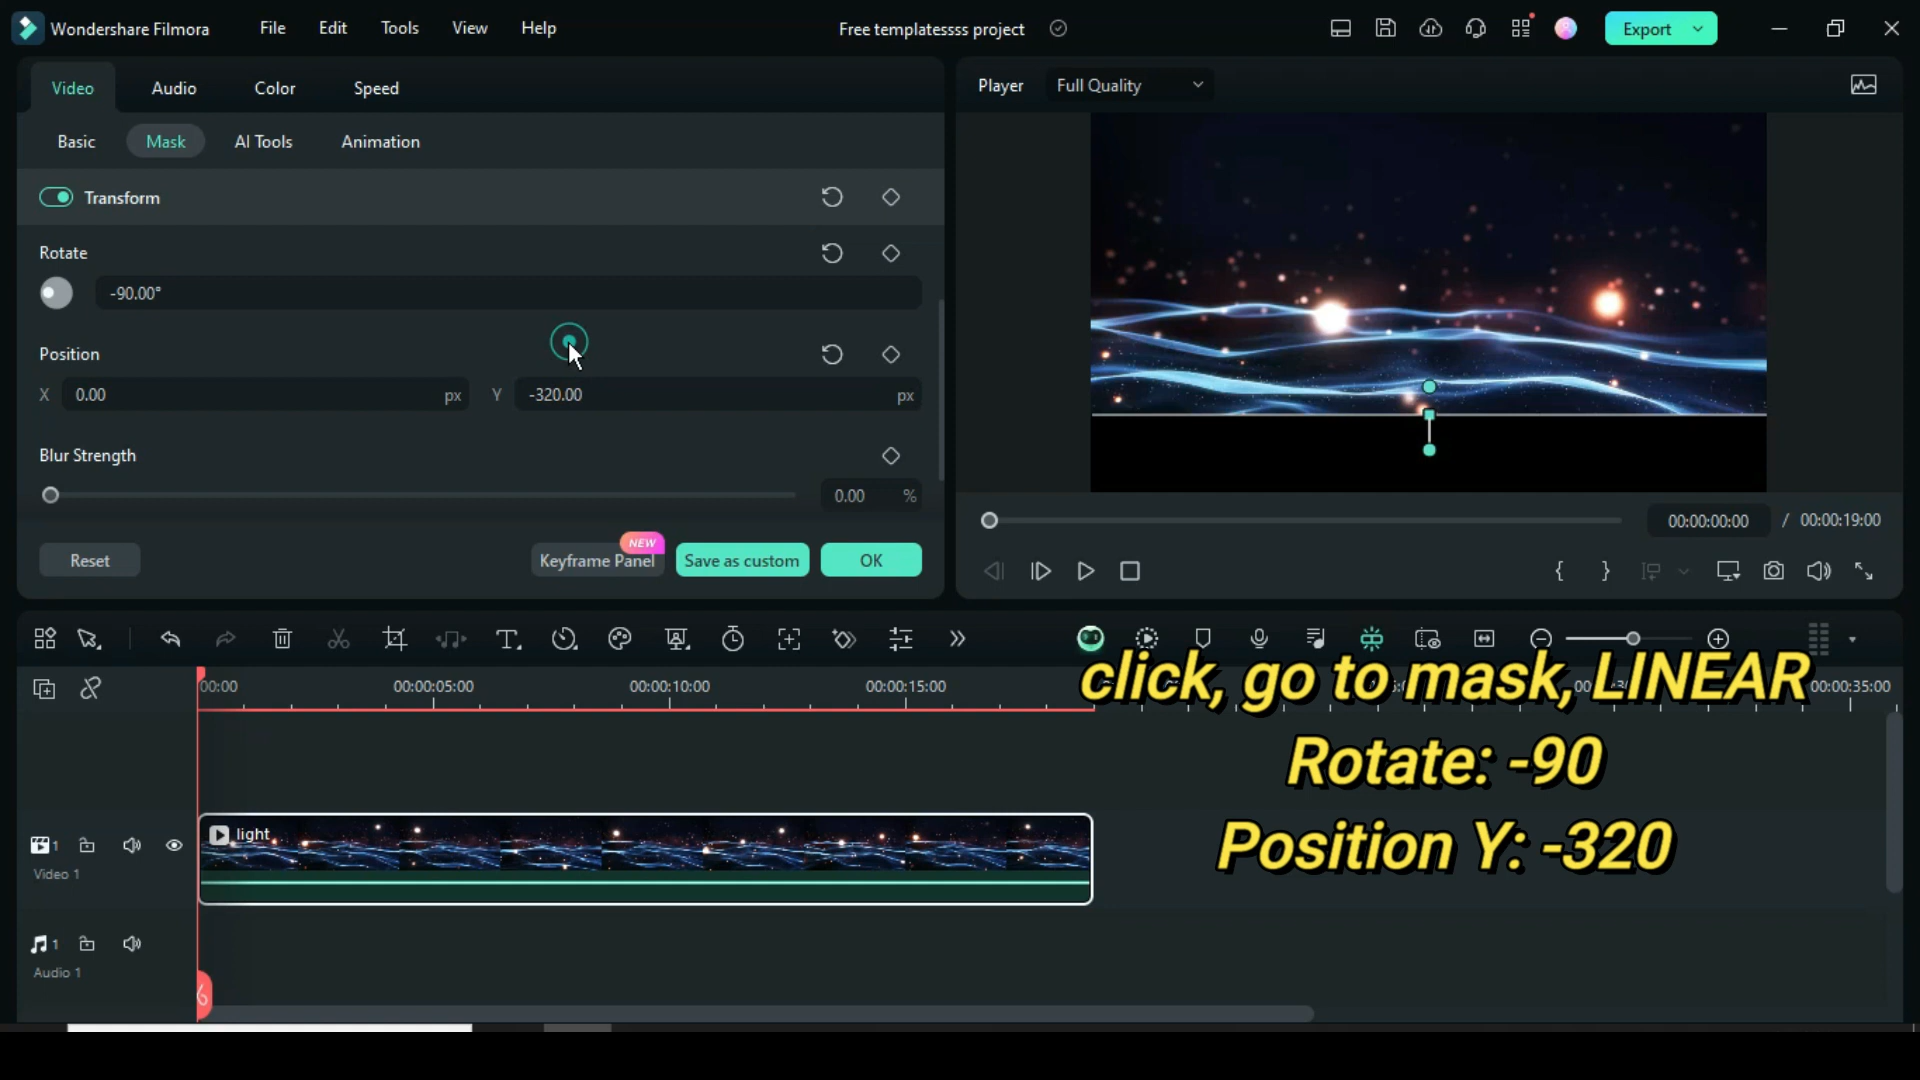 Wondershare Filmora File Edit Tools View Help Free templatessss project Export
Video Audio Color Speed
Player Full Quality
Basic Mask AI Tools Animation
Transform
Rotate
-90.00°
Position
X 0.00 px Y -320.00 px
Blur Strength
0.00 %
00:00:00:00 / 00:00:19:00
NEW
Reset Keyframe Panel Save as custom OK
00:00 00:00:05:00 00:00:10:00 00:00:15:00 00:00:35:00
click, go to mask, LINEAR
Rotate: -90
Position Y: -320
light
1
Video 1
1
Audio 1